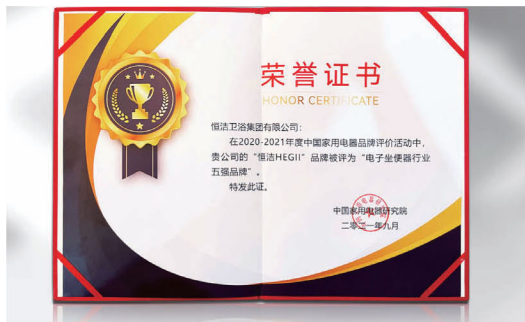 荣誉证书
HONOR CERTIFICATE
恒洁卫浴集团有限公司：
在2020-2021年度中国家用电器品牌评价活动中，
贵公司的“恒洁HEGII”品牌被评为“电子坐便器行业
五强品牌”。
特发此证。
中国家用电器研究院
二零二一年九月